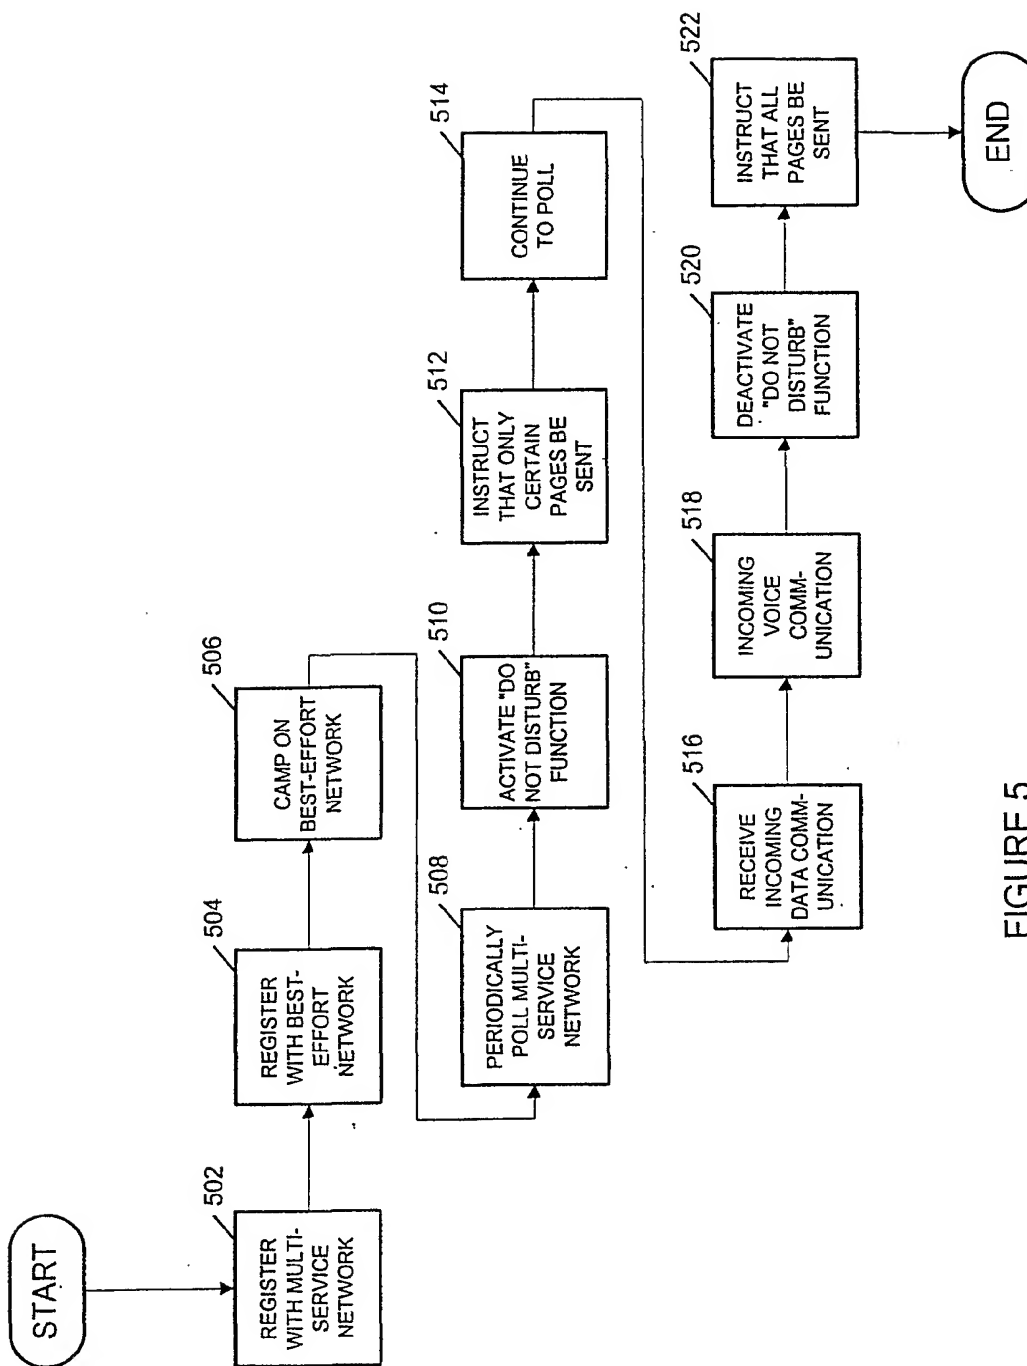 START
502
REGISTER
WITH MULTI-
SERVICE
NETWORK
504
REGISTER
WITH BEST-
EFFORT
NETWORK
506
CAMP ON
BEST-EFFORT
NETWORK
508
PERIODICALLY
POLL MULTI-
SERVICE
NETWORK
510
ACTIVATE "DO
NOT DISTURB"
FUNCTION
512
INSTRUCT
THAT ONLY
CERTAIN
PAGES BE
SENT
514
CONTINUE
TO POLL
516
RECEIVE
INCOMING
DATA COMM-
UNICATION
518
INCOMING
VOICE
COMM-
UNICATION
520
DEACTIVATE
"DO NOT
DISTURB"
FUNCTION
522
INSTRUCT
THAT ALL
PAGES BE
SENT
END
FIGURE 5